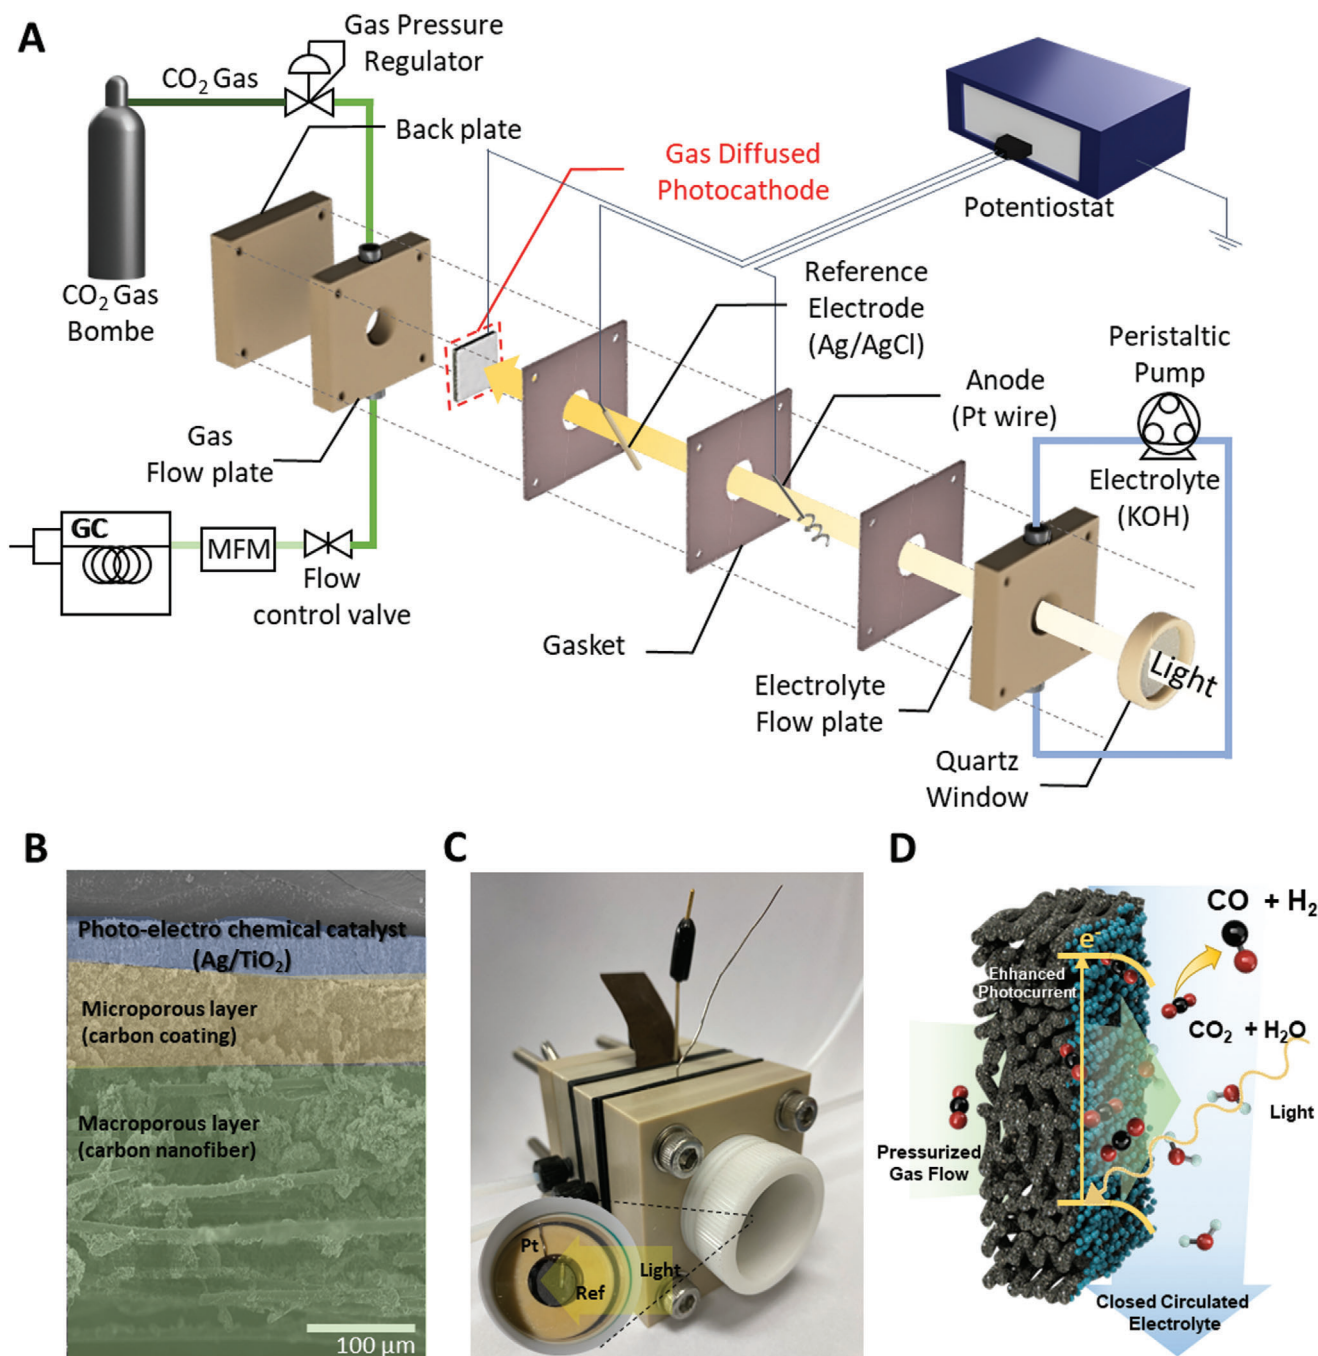 A
Gas Pressure
Regulator
CO₂ Gas
Back plate
Gas Diffused
Photocathode
Potentiostat
CO₂ Gas
Bombe
Reference
Electrode
(Ag/AgCl)
Peristaltic
Pump
Anode
(Pt wire)
Gas
Flow plate
Electrolyte
(KOH)
GC
MFM
Flow
control valve
Gasket
Electrolyte
Flow plate
Light
Quartz
Window
B
Photo-electro chemical catalyst
(Ag/TiO₂)
Microporous layer
(carbon coating)
Macroporous layer
(carbon nanofiber)
100 µm
C
Pt
Light
Ref
D
CO + H₂
e⁻
Ehhanced
Photocurrent
CO₂ + H₂O
Light
Pressurized
Gas Flow
Closed Circulated
Electrolyte